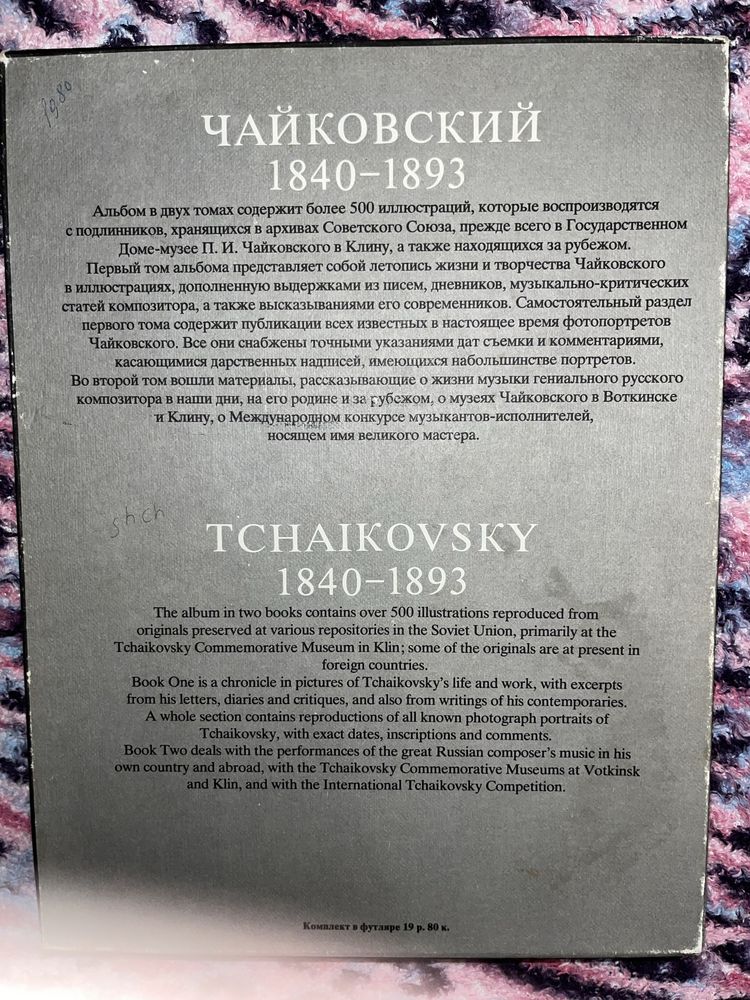 1980
ЧАЙКОВСКИЙ
1840–1893
Альбом в двух томах содержит более 500 иллюстраций, которые воспроизводятся
с подлинников, хранящихся в архивах Советского Союза, прежде всего в Государственном
Доме-музее П. И. Чайковского в Клину, а также находящихся за рубежом.
Первый том альбома представляет собой летопись жизни и творчества Чайковского
в иллюстрациях, дополненную выдержками из писем, дневников, музыкально-критических
статей композитора, а также высказываниями его современников. Самостоятельный раздел
первого тома содержит публикации всех известных в настоящее время фотопортретов
Чайковского. Все они снабжены точными указаниями дат съемки и комментариями,
касающимися дарственных надписей, имеющихся набольшинстве портретов.
Во второй том вошли материалы, рассказывающие о жизни музыки гениального русского
композитора в наши дни, на его родине и за рубежом, о музеях Чайковского в Воткинске
и Клину, о Международном конкурсе музыкантов-исполнителей,
носящем имя великого мастера.
shch
TCHAIKOVSKY
1840–1893
The album in two books contains over 500 illustrations reproduced from
originals preserved at various repositories in the Soviet Union, primarily at the
Tchaikovsky Commemorative Museum in Klin; some of the originals are at present in
foreign countries.
Book One is a chronicle in pictures of Tchaikovsky's life and work, with excerpts
from his letters, diaries and critiques, and also from writings of his contemporaries.
A whole section contains reproductions of all known photograph portraits of
Tchaikovsky, with exact dates, inscriptions and comments.
Book Two deals with the performances of the great Russian composer's music in his
own country and abroad, with the Tchaikovsky Commemorative Museums at Votkinsk
and Klin, and with the International Tchaikovsky Competition.
Комплект в футляре 19 р. 80 к.